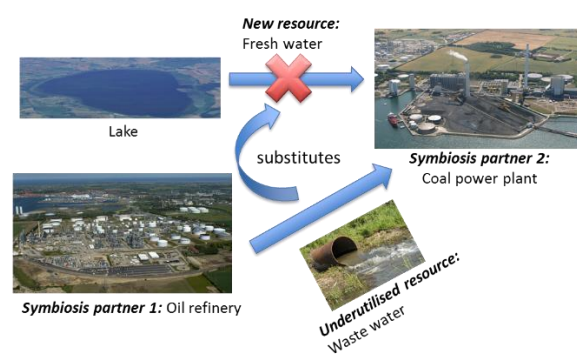 New resource:
Fresh water
Lake
substitutes
Symbiosis partner 2:
Coal power plant
Symbiosis partner 1: Oil refinery
Underutilised resource:
Waste water